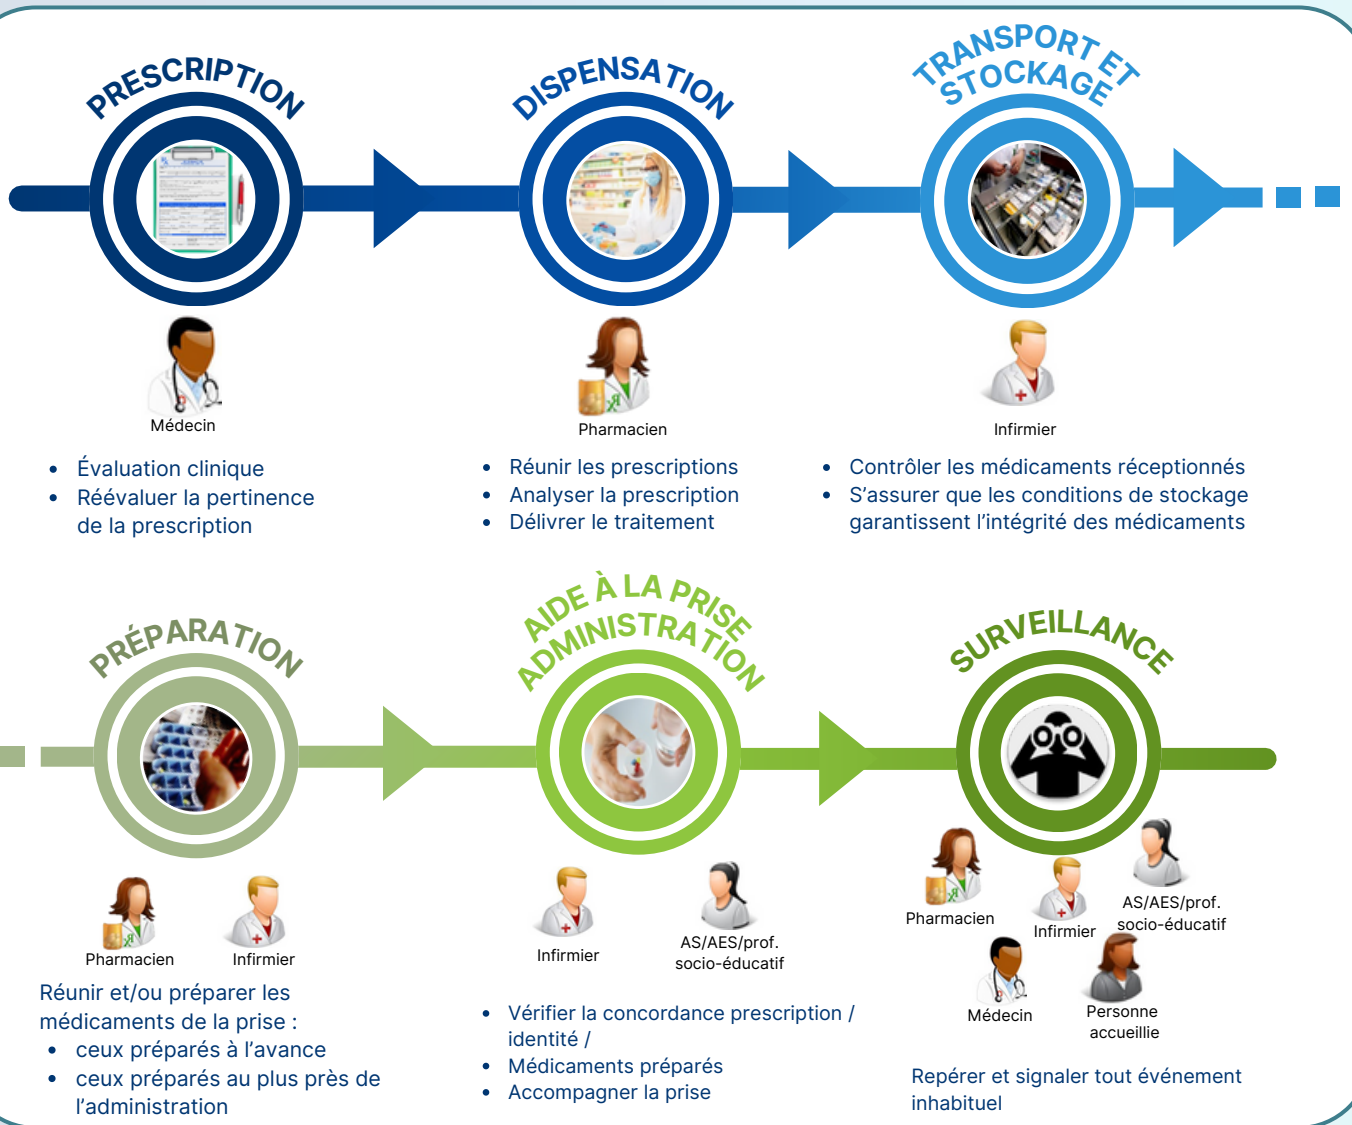 PRESCRIPTION
DISPENSATION
TRANSPORT ET
STOCKAGE
Médecin
Pharmacien
Infirmier
• Évaluation clinique
• Réévaluer la pertinence
de la prescription
• Réunir les prescriptions
• Analyser la prescription
• Délivrer le traitement
• Contrôler les médicaments réceptionnés
• S'assurer que les conditions de stockage
garantissent l'intégrité des médicaments
PRÉPARATION
AIDE À LA PRISE
ADMINISTRATION
SURVEILLANCE
Pharmacien
Infirmier
Réunir et/ou préparer les
médicaments de la prise :
• ceux préparés à l'avance
• ceux préparés au plus près de
l'administration
Infirmier
AS/AES/prof.
socio-éducatif
• Vérifier la concordance prescription /
identité /
• Médicaments préparés
• Accompagner la prise
Pharmacien
Infirmier
AS/AES/prof.
socio-éducatif
Médecin
Personne
accueillie
Repérer et signaler tout événement
inhabituel